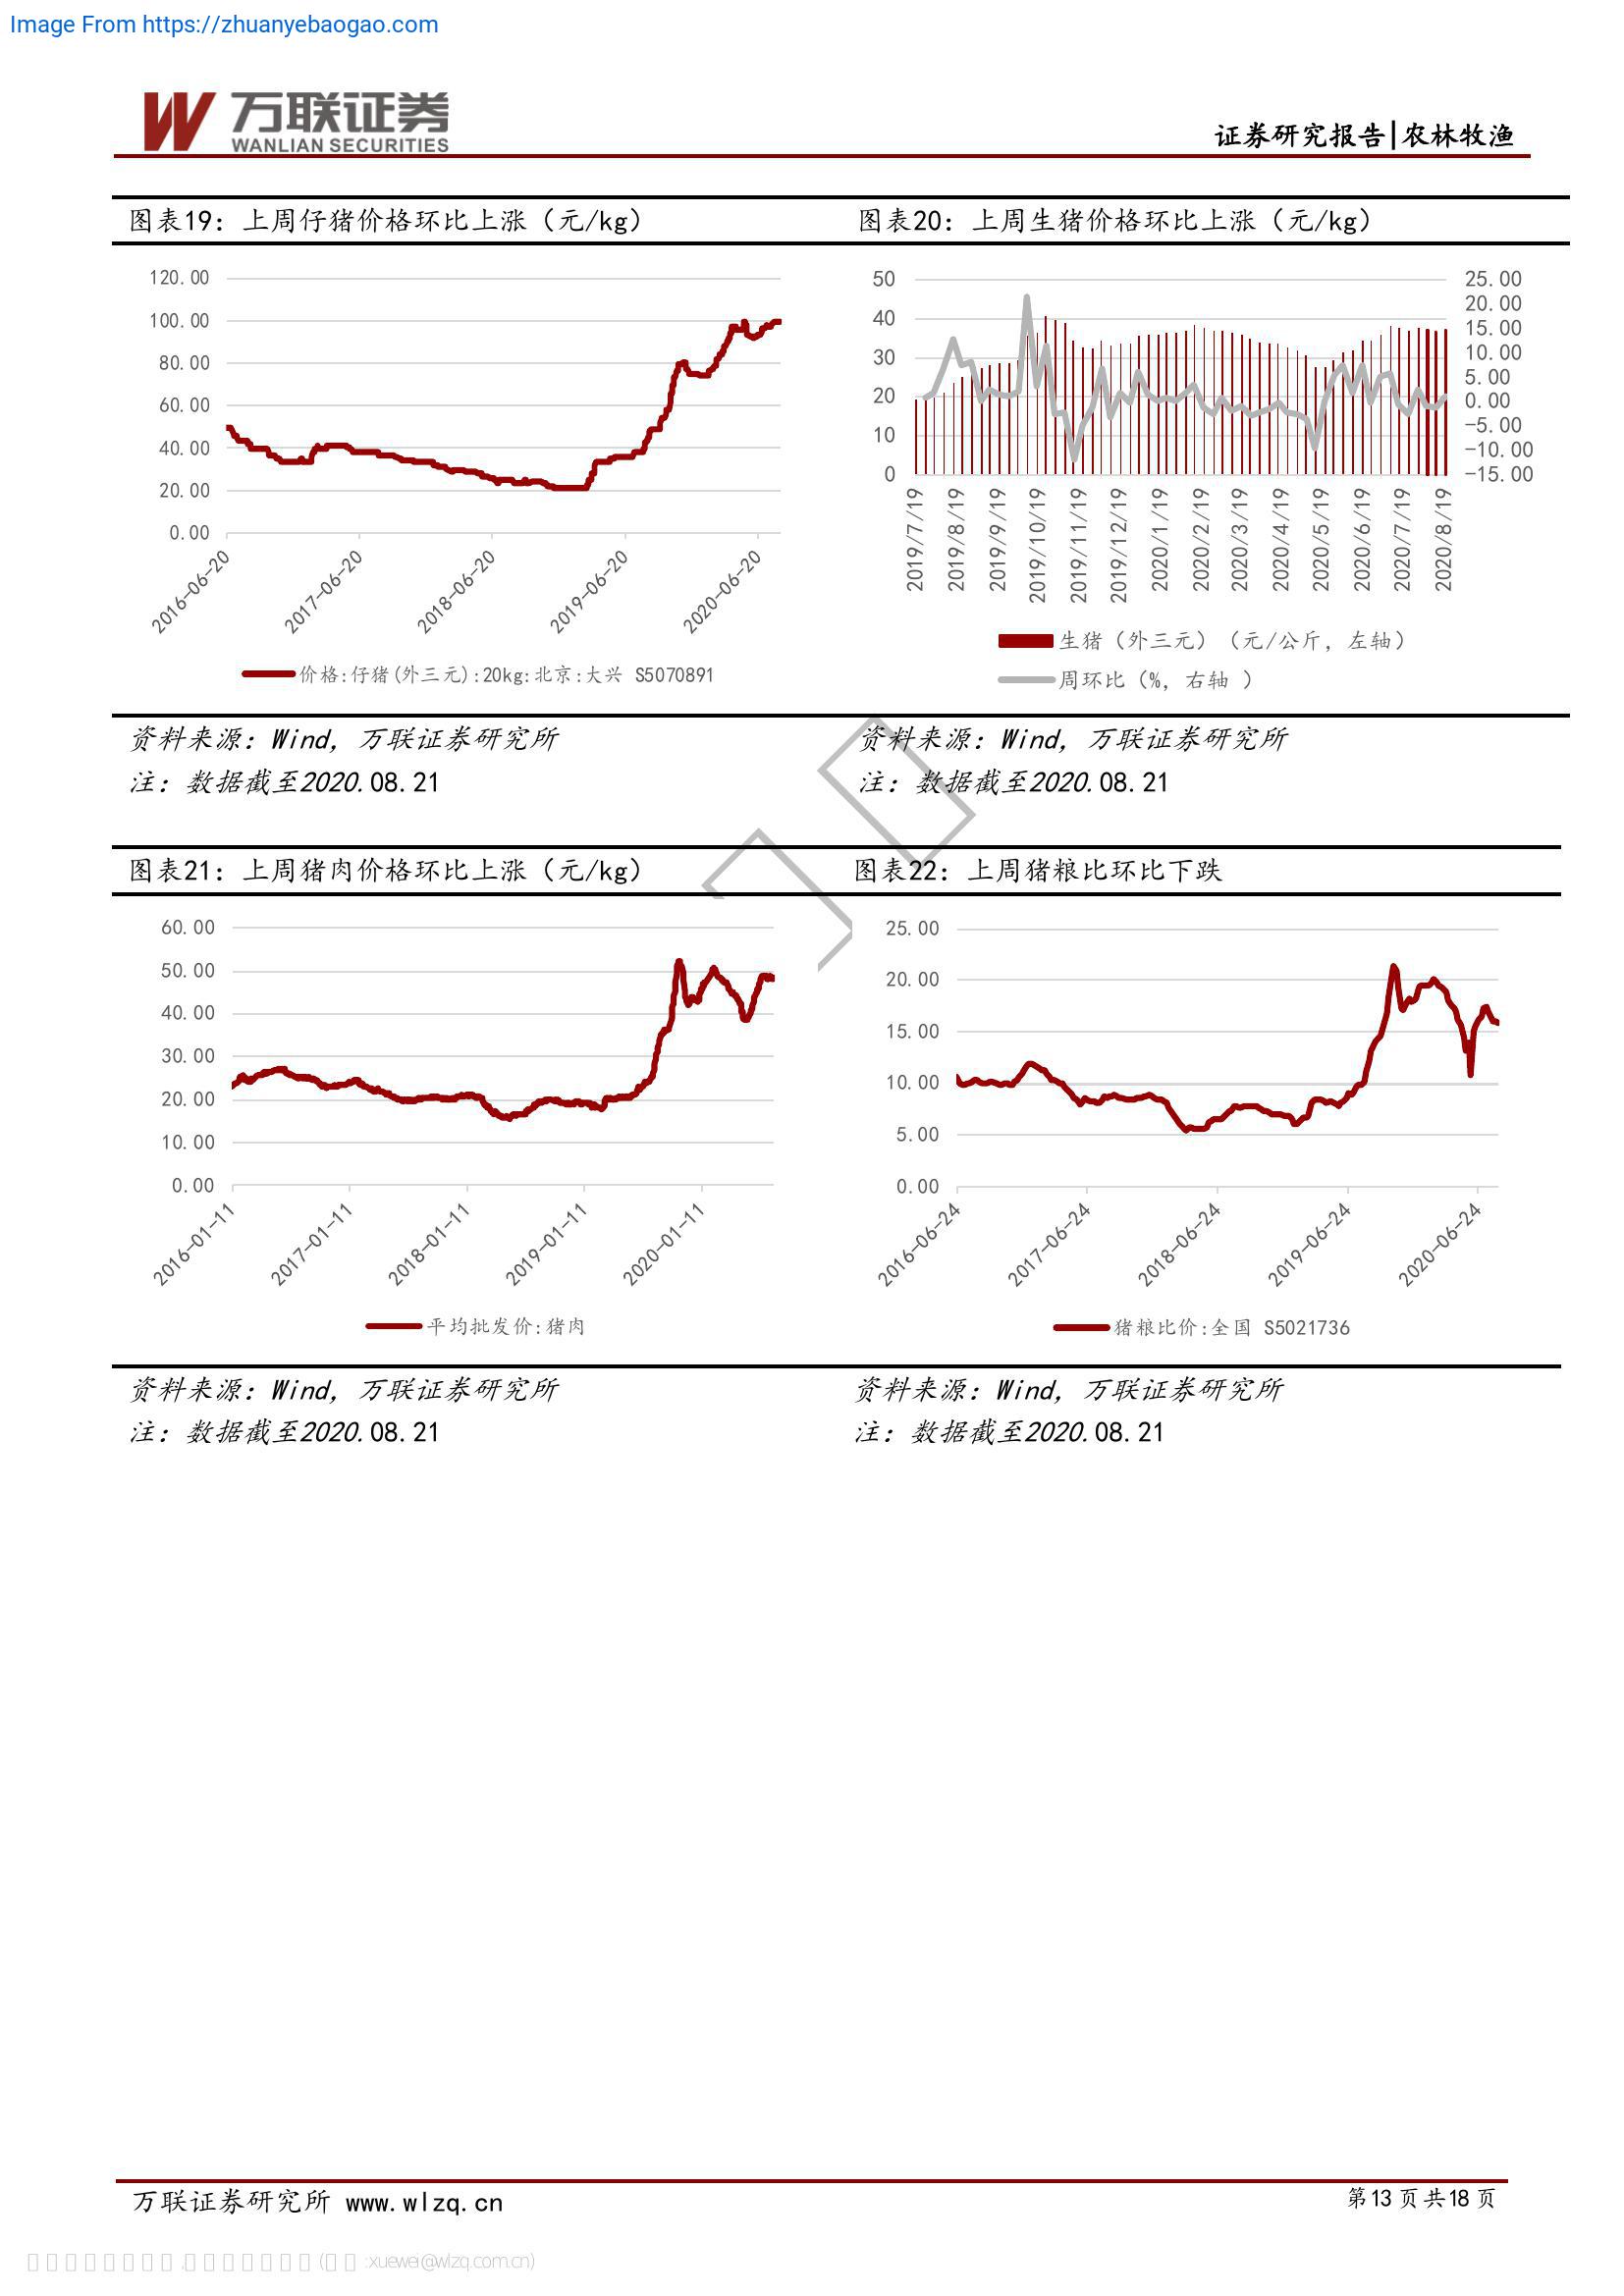 Image From https://zhuanyebaogao.com
万联证券
WANLIAN SECURITIES
证券研究报告|农林牧渔
图表19：上周仔猪价格环比上涨（元/kg）
120.00
100.00
80.00
60.00
40.00
20.00
0.00
2016-06-20
2017-06-20
2018-06-20
2019-06-20
2020-06-20
价格:仔猪(外三元):20kg:北京:大兴 S5070891
资料来源：Wind，万联证券研究所
注：数据截至2020.08.21
图表20：上周生猪价格环比上涨（元/kg）
50
40
30
20
10
0
25.00
20.00
15.00
10.00
5.00
0.00
-5.00
-10.00
-15.00
2019/7/19
2019/8/19
2019/9/19
2019/10/19
2019/11/19
2019/12/19
2020/1/19
2020/2/19
2020/3/19
2020/4/19
2020/5/19
2020/6/19
2020/7/19
2020/8/19
生猪（外三元）（元/公斤，左轴）
周环比（%，右轴 ）
资料来源：Wind，万联证券研究所
注：数据截至2020.08.21
图表21：上周猪肉价格环比上涨（元/kg）
60.00
50.00
40.00
30.00
20.00
10.00
0.00
2016-01-11
2017-01-11
2018-01-11
2019-01-11
2020-01-11
平均批发价:猪肉
资料来源：Wind，万联证券研究所
注：数据截至2020.08.21
图表22：上周猪粮比环比下跌
25.00
20.00
15.00
10.00
5.00
0.00
2016-06-24
2017-06-24
2018-06-24
2019-06-24
2020-06-24
猪粮比价:全国 S5021736
资料来源：Wind，万联证券研究所
注：数据截至2020.08.21
万联证券研究所 www.wlzq.cn
第13页共18页
:xuewei@wlzq.com.cn)